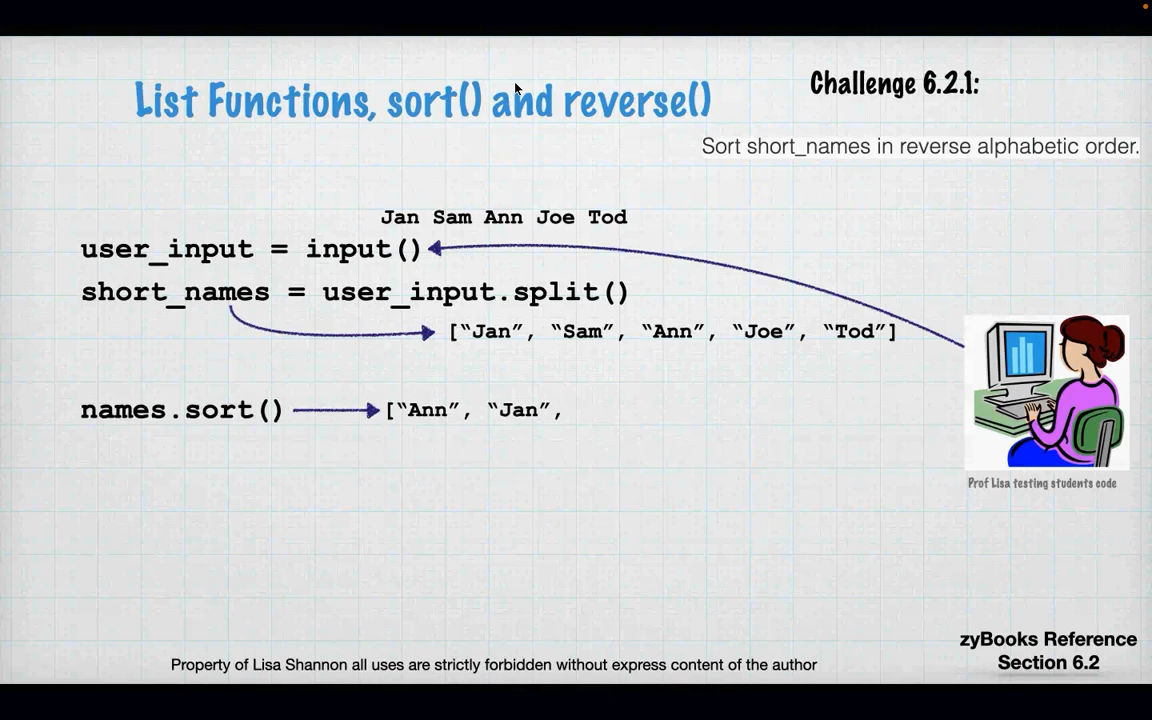 List Functions, sort() and reverse()
Challenge 6.2.1:
Sort short_names in reverse alphabetic order.
Jan Sam Ann Joe Tod
user_input = input()
short_names = user_input.split()
[“Jan”, “Sam”, “Ann”, “Joe”, “Tod”]
names.sort()
[“Ann”, “Jan”,
Prof Lisa testing students code
zyBooks Reference
Section 6.2
Property of Lisa Shannon all uses are strictly forbidden without express content of the author